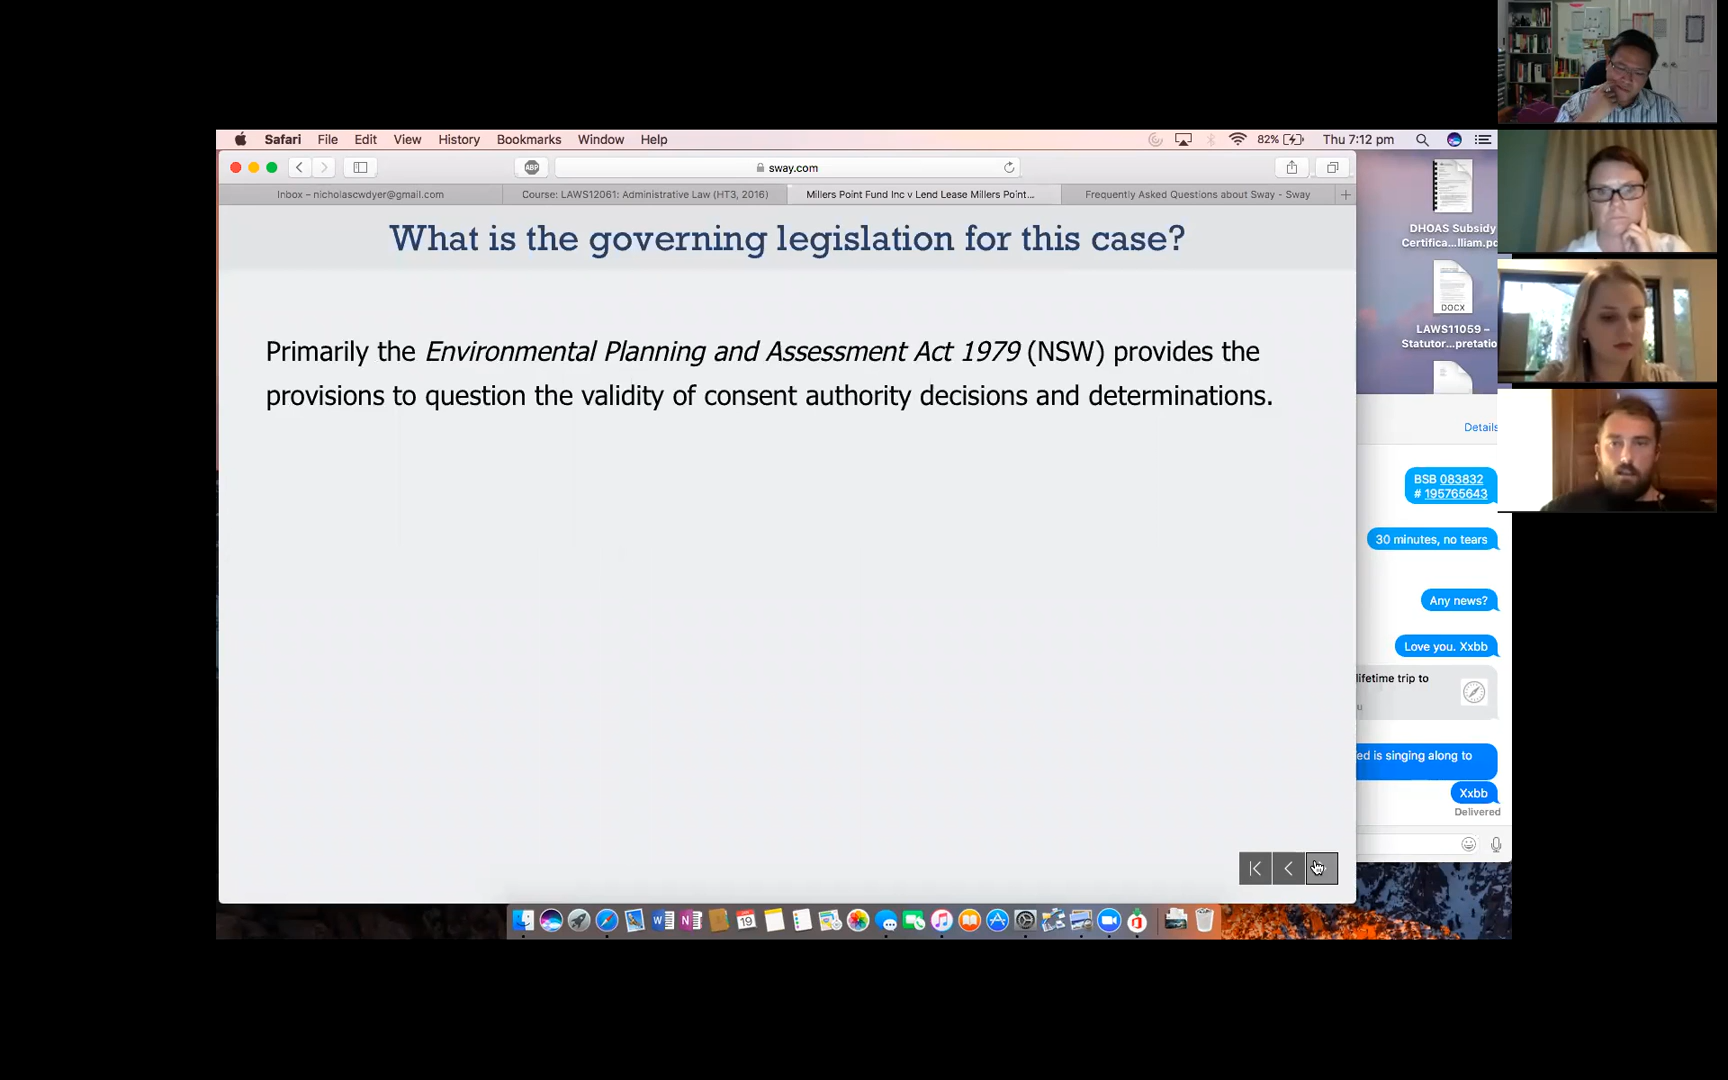 Safari File Edit View History Bookmarks Window Help 82% Thu 7:12 pm
ABP sway.com
Inbox – nicholascwdyer@gmail.com Course: LAWS12061: Administrative Law (HT3, 2016) Millers Point Fund Inc v Lend Lease Millers Point... Frequently Asked Questions about Sway - Sway
What is the governing legislation for this case?
Primarily the Environmental Planning and Assessment Act 1979 (NSW) provides the
provisions to question the validity of consent authority decisions and determinations.
DHOAS Subsidy
Certifica...lliam.pd
DOCX
LAWS11059 –
Statutor...pretatio
Details
BSB 083832
# 195765643
30 minutes, no tears
Any news?
Love you. Xxbb
lifetime trip to
u
ed is singing along to
Xxbb
Delivered